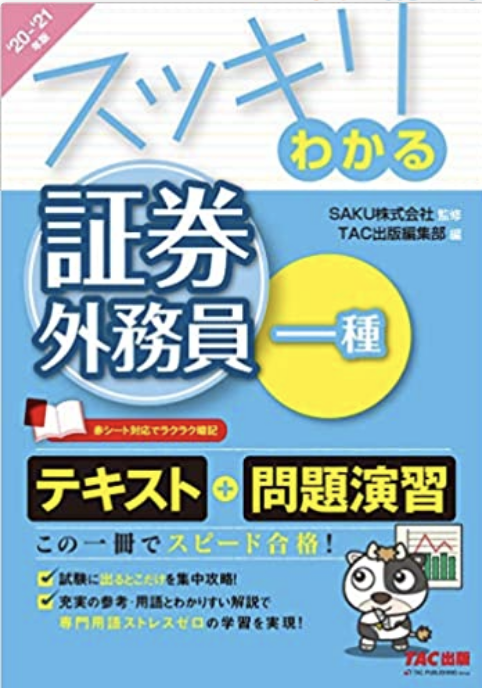 '20-'21
年版
スッキリ
わかる
証券
外務員
一種
SAKU株式会社 監修
TAC出版編集部 編
赤シート対応でラクラク暗記
テキスト+問題演習
この一冊でスピード合格!
試験に出るとこだけを集中攻略!
充実の参考・用語とわかりすい解説で
専門用語ストレスゼロの学習を実現!
TAC出版
TAC PUBLISHING Group